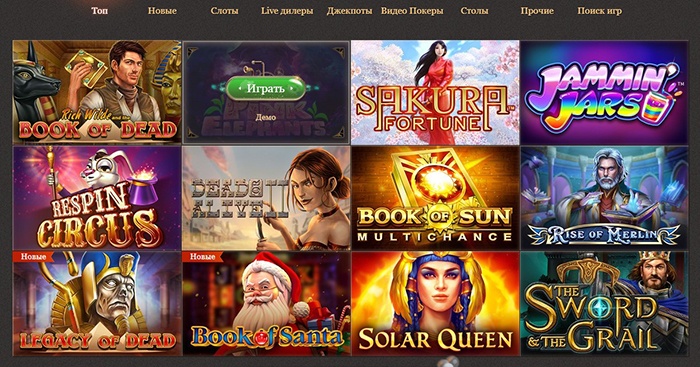 Топ Новые Слоты Live дилеры Джекпоты Видео Покеры Столы Прочие Поиск игр
Rich Wilde and the
BOOK OF DEAD
Играть
Демо
ELEMENTS
SAKURA
FORTUNE
JAMMIN'
JARS
RESPIN
CIRCUS
DEAD OR
ALIVE II
BOOK OF SUN
MULTICHANCE
RISE OF MERLIN
Новые
LEGACY OF DEAD
Новые
Book of Santa
SOLAR QUEEN
THE
SWORD
& THE
GRAIL